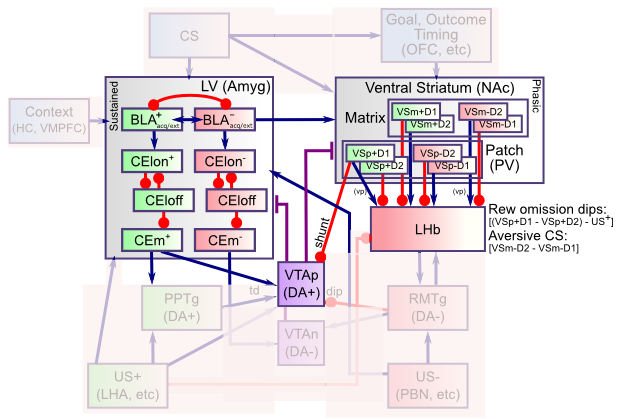 CS
Goal, Outcome
Timing
(OFC, etc)
LV (Amyg)
Sustained
Ventral Striatum (NAc)
Phasic
Context
(HC, VMPFC)
BLA+ acq/ext
BLA- acq/ext
Matrix
VSm+D1
VSm+D2
VSm-D2
VSm-D1
CElon+
CElon-
VSp+D1
VSp+D2
VSp-D2
VSp-D1
Patch
(PV)
CEloff
CEloff
(vp)
(vp)
CEm+
CEm-
shunt
LHb
Rew omission dips:
[(VSp+D1 - VSp+D2) - US+]
Aversive CS:
[VSm-D2 - VSm-D1]
VTAp
(DA+)
PPTg
(DA+)
td
dip
RMTg
(DA-)
VTAn
(DA-)
US+
(LHA, etc)
US-
(PBN, etc)